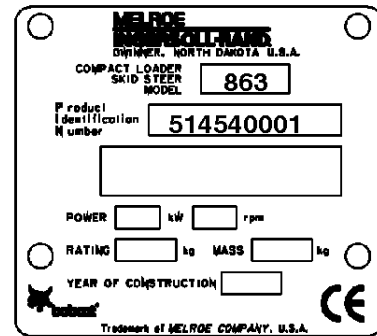 MELROE
INGERSOLL-RAND
GWINNER, NORTH DAKOTA U.S.A.
COMPACT LOADER
SKID STEER
MODEL 863
Product
Identification
Number 514540001
POWER kW rpm
RATING kg MASS kg
YEAR OF CONSTRUCTION
bobcat CE
Trademark of MELROE COMPANY, U.S.A.